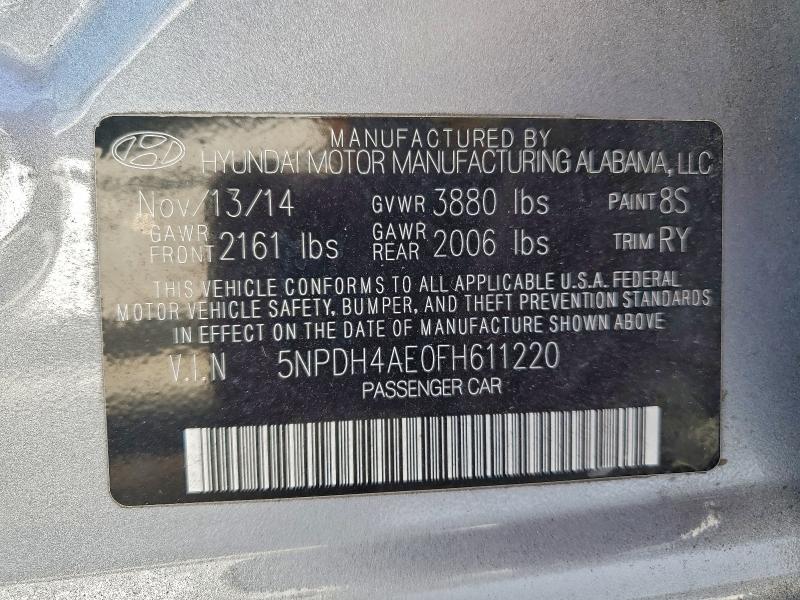 MANUFACTURED BY
HYUNDAI MOTOR MANUFACTURING ALABAMA, LLC
Nov/13/14 GVWR 3880 lbs PAINT 8S
GAWR FRONT 2161 lbs GAWR REAR 2006 lbs TRIM RY
THIS VEHICLE CONFORMS TO ALL APPLICABLE U.S.A. FEDERAL
MOTOR VEHICLE SAFETY, BUMPER, AND THEFT PREVENTION STANDARDS
IN EFFECT ON THE DATE OF MANUFACTURE SHOWN ABOVE
V.I.N 5NPDH4AE0FH611220
PASSENGER CAR